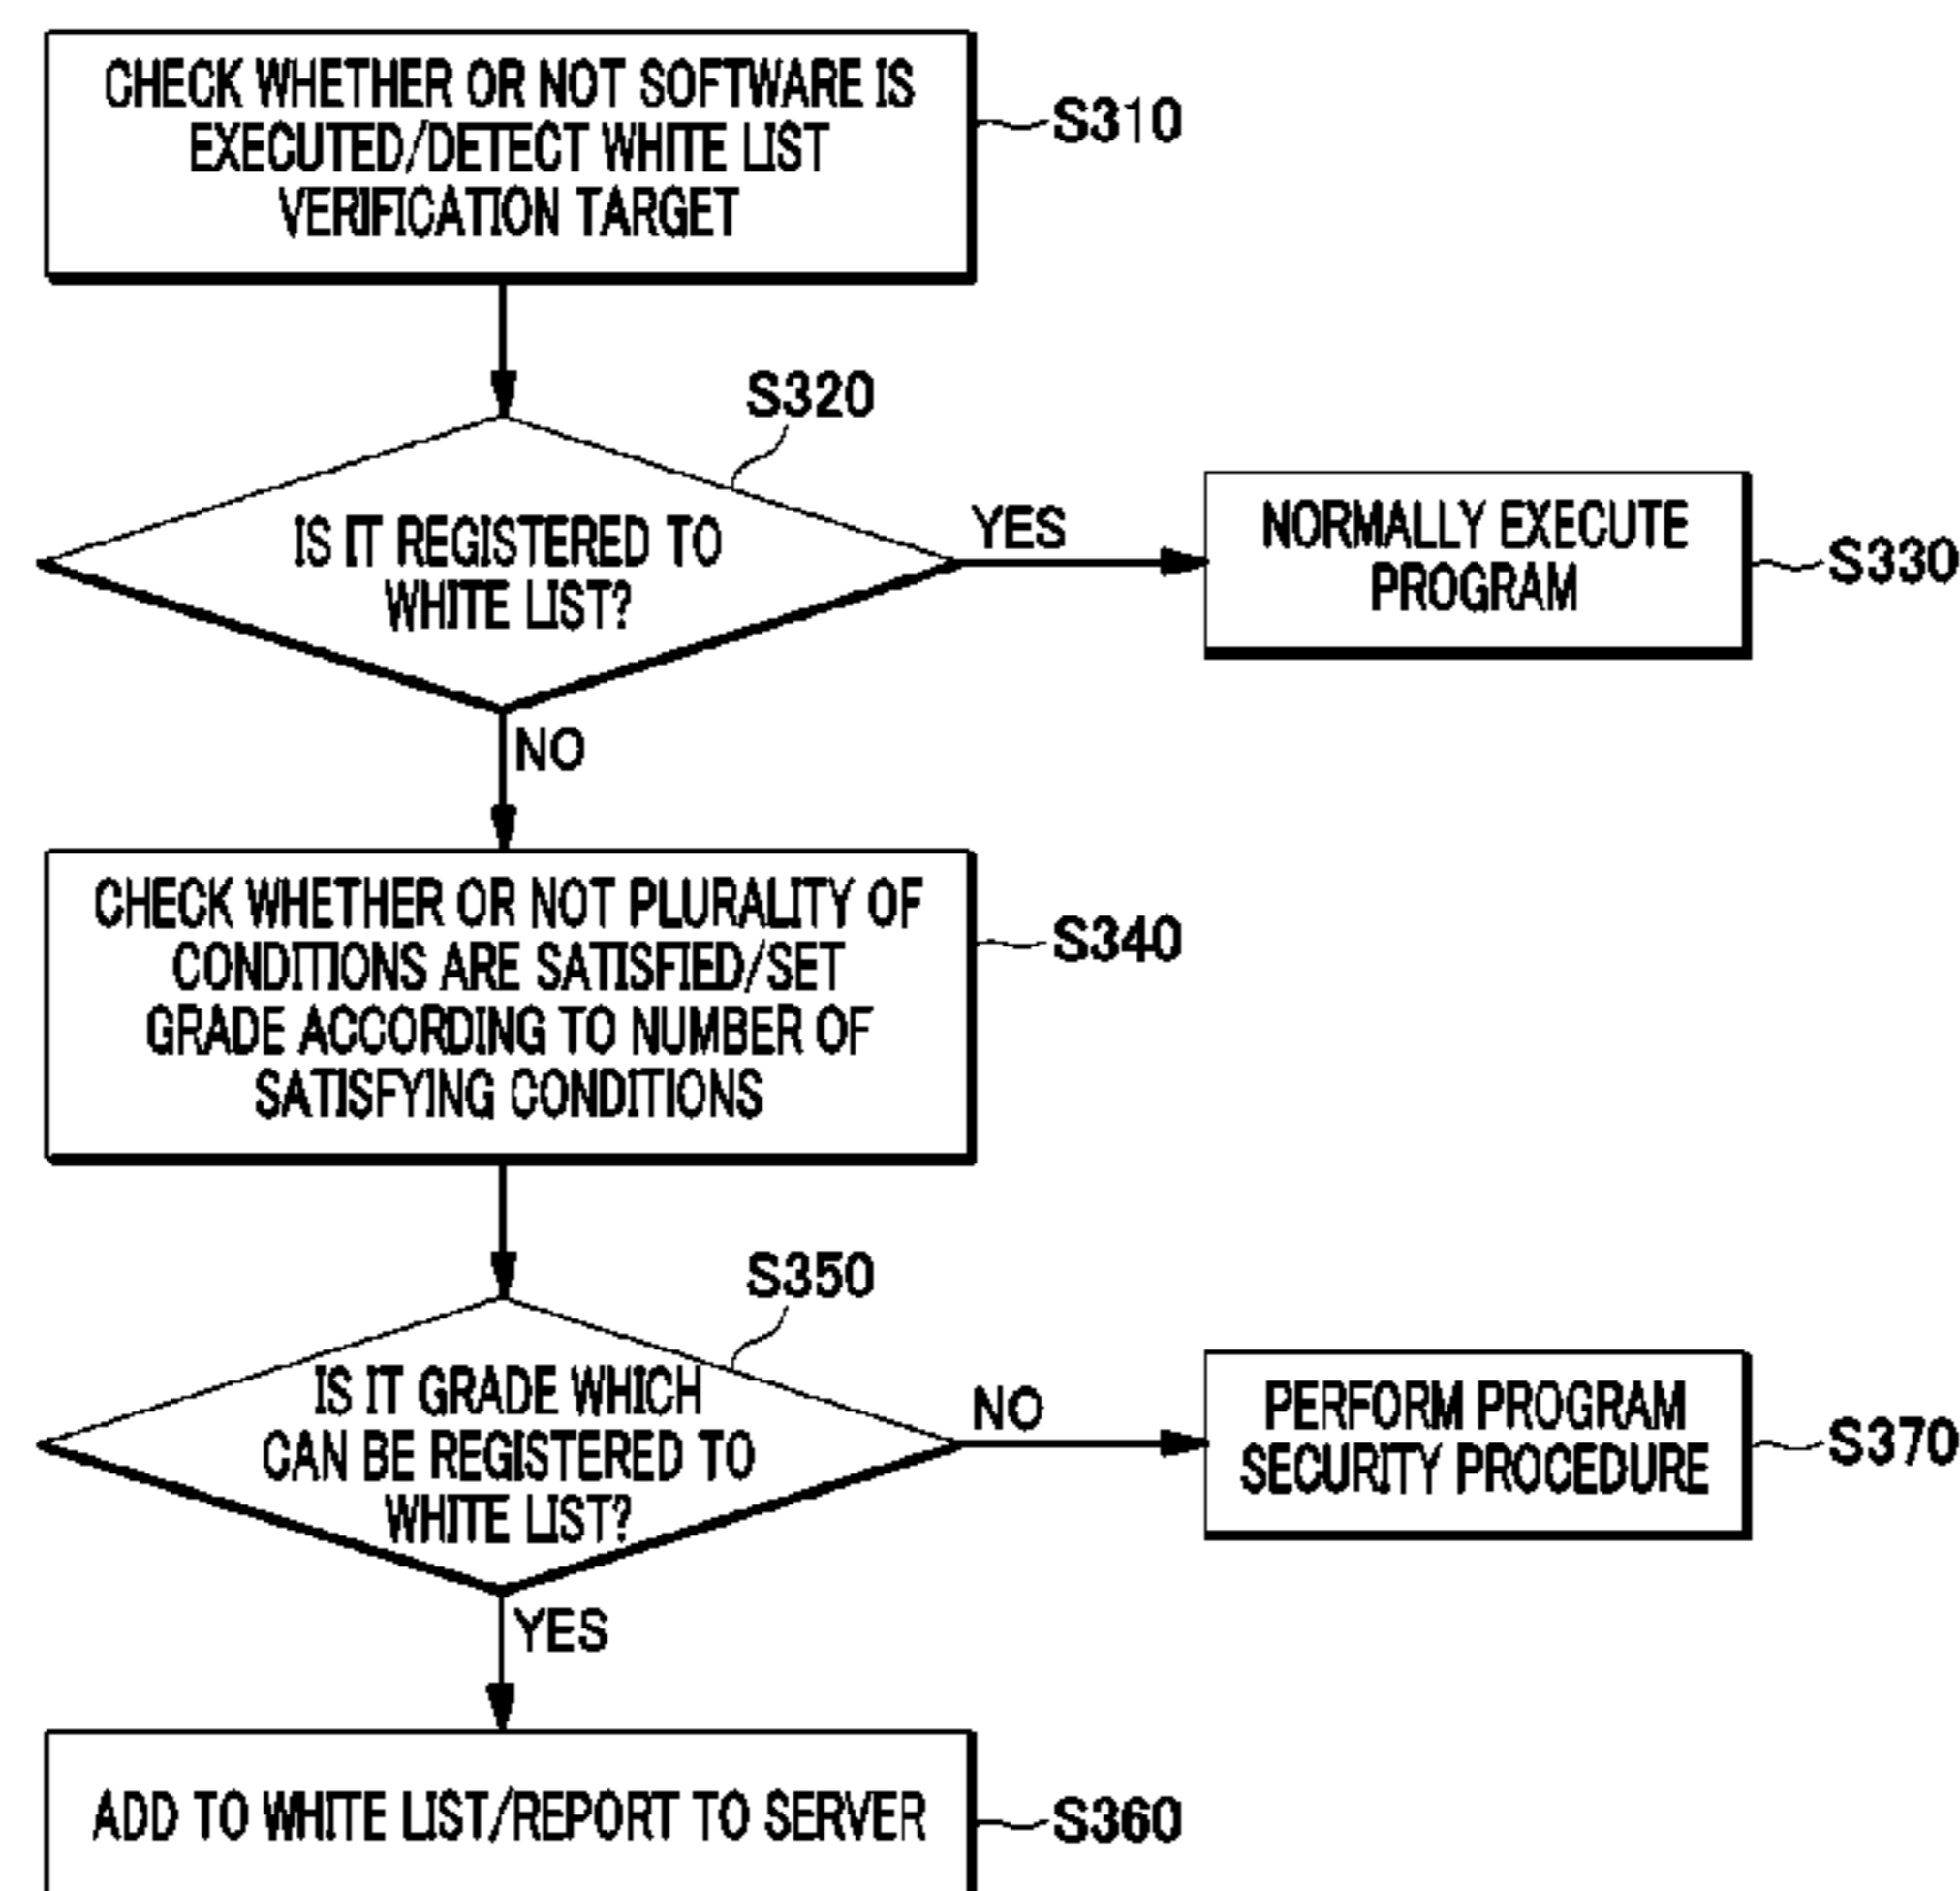 CHECK WHETHER OR NOT SOFTWARE IS
EXECUTED/DETECT WHITE LIST
VERIFICATION TARGET
S310
S320
IS IT REGISTERED TO
WHITE LIST?
YES
NORMALLY EXECUTE
PROGRAM
S330
NO
CHECK WHETHER OR NOT PLURALITY OF
CONDITIONS ARE SATISFIED/SET
GRADE ACCORDING TO NUMBER OF
SATISFYING CONDITIONS
S340
S350
IS IT GRADE WHICH
CAN BE REGISTERED TO
WHITE LIST?
NO
PERFORM PROGRAM
SECURITY PROCEDURE
S370
YES
ADD TO WHITE LIST/REPORT TO SERVER
S360